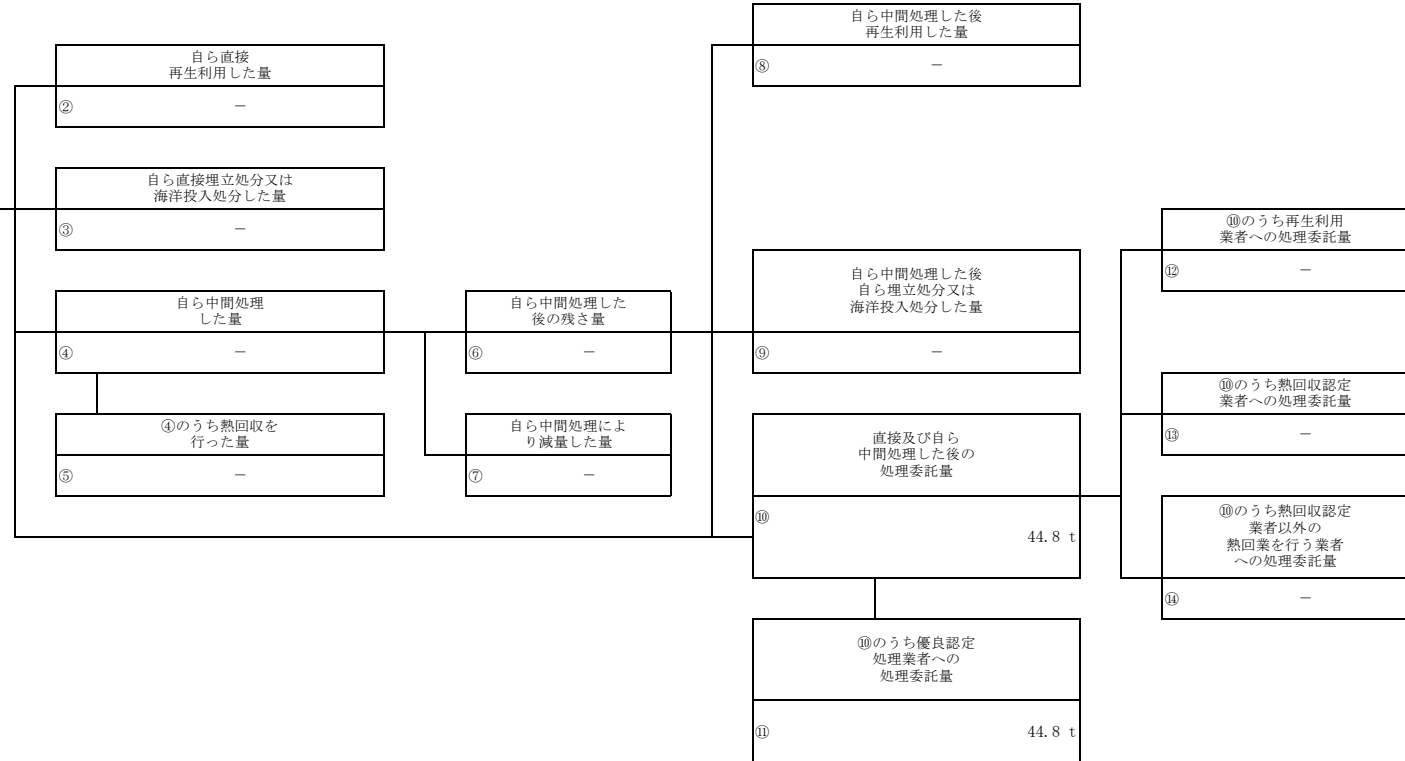 自ら中間処理した後
再生利用した量
⑧ －
自ら直接
再生利用した量
② －
自ら直接埋立処分又は
海洋投入処分した量
③ －
⑩のうち再生利用
業者への処理委託量
⑫ －
自ら中間処理した後
自ら埋立処分又は
海洋投入処分した量
⑨ －
自ら中間処理
した量
④ －
自ら中間処理した
後の残さ量
⑥ －
⑩のうち熱回収認定
業者への処理委託量
⑬ －
④のうち熱回収を
行った量
⑤ －
自ら中間処理によ
り減量した量
⑦ －
直接及び自ら
中間処理した後の
処理委託量
⑩
44.8 t
⑩のうち熱回収認定
業者以外の
熱回業を行う業者
への処理委託量
⑭ －
⑩のうち優良認定
処理業者への
処理委託量
⑪ 44.8 t